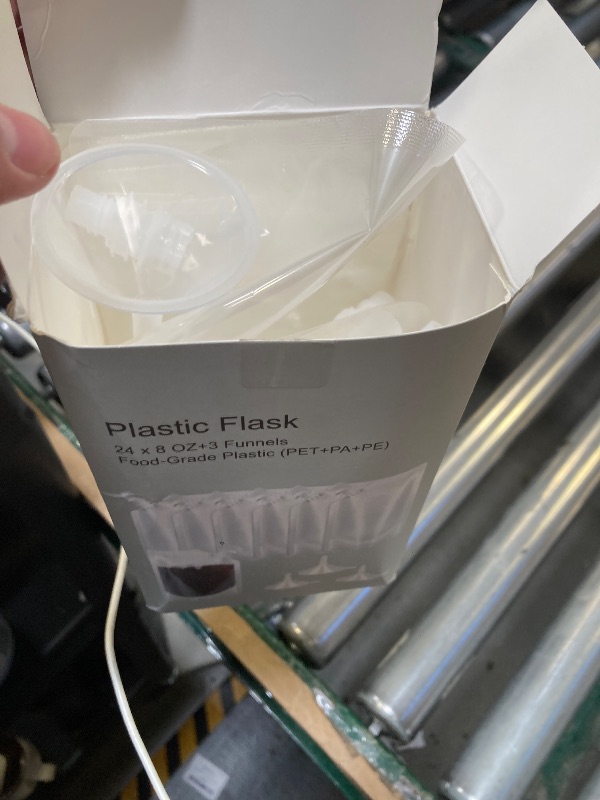 Plastic Flask
24 x 8 OZ+3 Funnels
Food-Grade Plastic (PET+PA+PE)